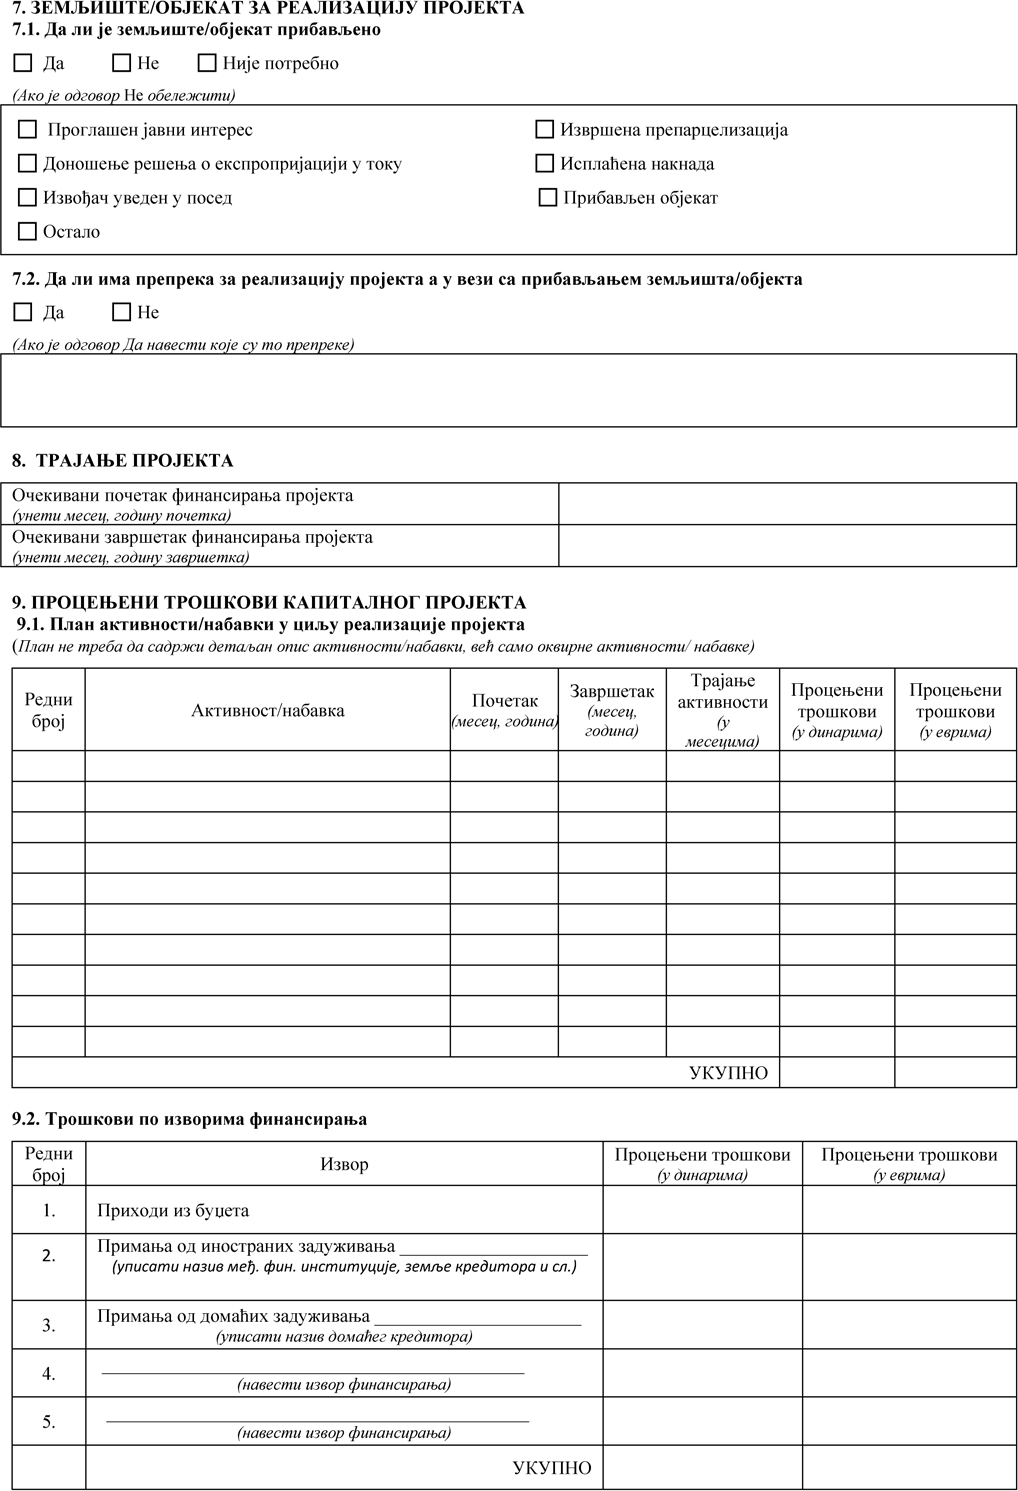 7. ЗЕМЉИШТЕ/ОБЈЕКАТ ЗА РЕАЛИЗАЦИЈУ ПРОЈЕКТА
7.1. Да ли је земљиште/објекат прибављено
Да Не Није потребно
(Ако је одговор Не обележити)
Проглашен јавни интерес Извршена препарцелизација
Доношење решења о експропријацији у току Исплаћена накнада
Извођач уведен у посед Прибављен објекат
Остало
7.2. Да ли има препрека за реализацију пројекта а у вези са прибављањем земљишта/објекта
Да Не
(Ако је одговор Да навести које су то препреке)
8. ТРАЈАЊЕ ПРОЈЕКТА
Очекивани почетак финансирања пројекта
(унети месец, годину почетка)
Очекивани завршетак финансирања пројекта
(унети месец, годину завршетка)
9. ПРОЦЕЊЕНИ ТРОШКОВИ КАПИТАЛНОГ ПРОЈЕКТА
9.1. План активности/набавки у циљу реализације пројекта
(План не треба да садржи детаљан опис активности/набавки, већ само оквирне активности/ набавке)
Редни
број
Активност/набавка
Почетак
(месец, година)
Завршетак
(месец,
година)
Трајање
активности
(у
месецима)
Процењени
трошкови
(у динарима)
Процењени
трошкови
(у еврима)
УКУПНО
9.2. Трошкови по изворима финансирања
Редни
број
Извор
Процењени трошкови
(у динарима)
Процењени трошкови
(у еврима)
1. Приходи из буџета
2. Примања од иностраних задуживања ____________________
(уписати назив међ. фин. институције, земље кредитора и сл.)
3. Примања од домаћих задуживања ______________________
(уписати назив домаћег кредитора)
4. _____________________________________________
(навести извор финансирања)
5. _____________________________________________
(навести извор финансирања)
УКУПНО